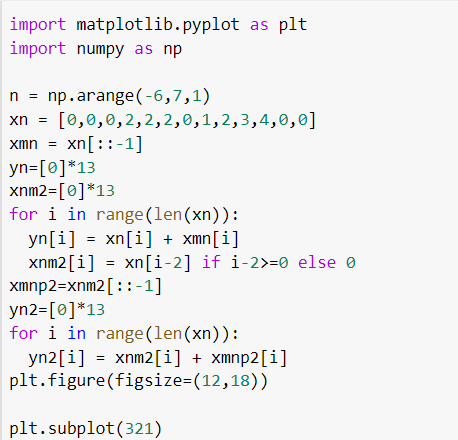 import matplotlib.pyplot as plt
import numpy as np

n = np.arange(-6,7,1)
xn = [0,0,0,2,2,2,0,1,2,3,4,0,0]
xmn = xn[::-1]
yn=[0]*13
xnm2=[0]*13
for i in range(len(xn)):
  yn[i] = xn[i] + xmn[i]
  xnm2[i] = xn[i-2] if i-2>=0 else 0
xmnp2=xnm2[::-1]
yn2=[0]*13
for i in range(len(xn)):
  yn2[i] = xnm2[i] + xmnp2[i]
plt.figure(figsize=(12,18))

plt.subplot(321)